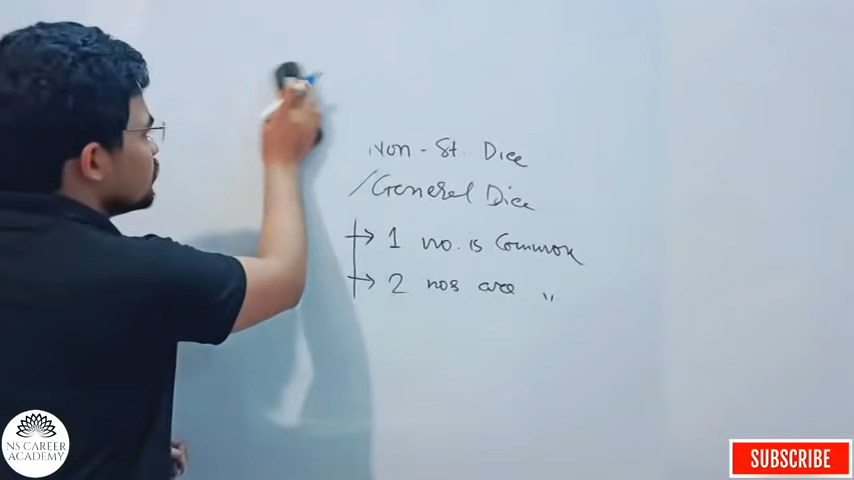 Non-St. Dice
/General Dice
→ 1 no. is Common
→ 2 nos are "
NS CAREER
ACADEMY
SUBSCRIBE